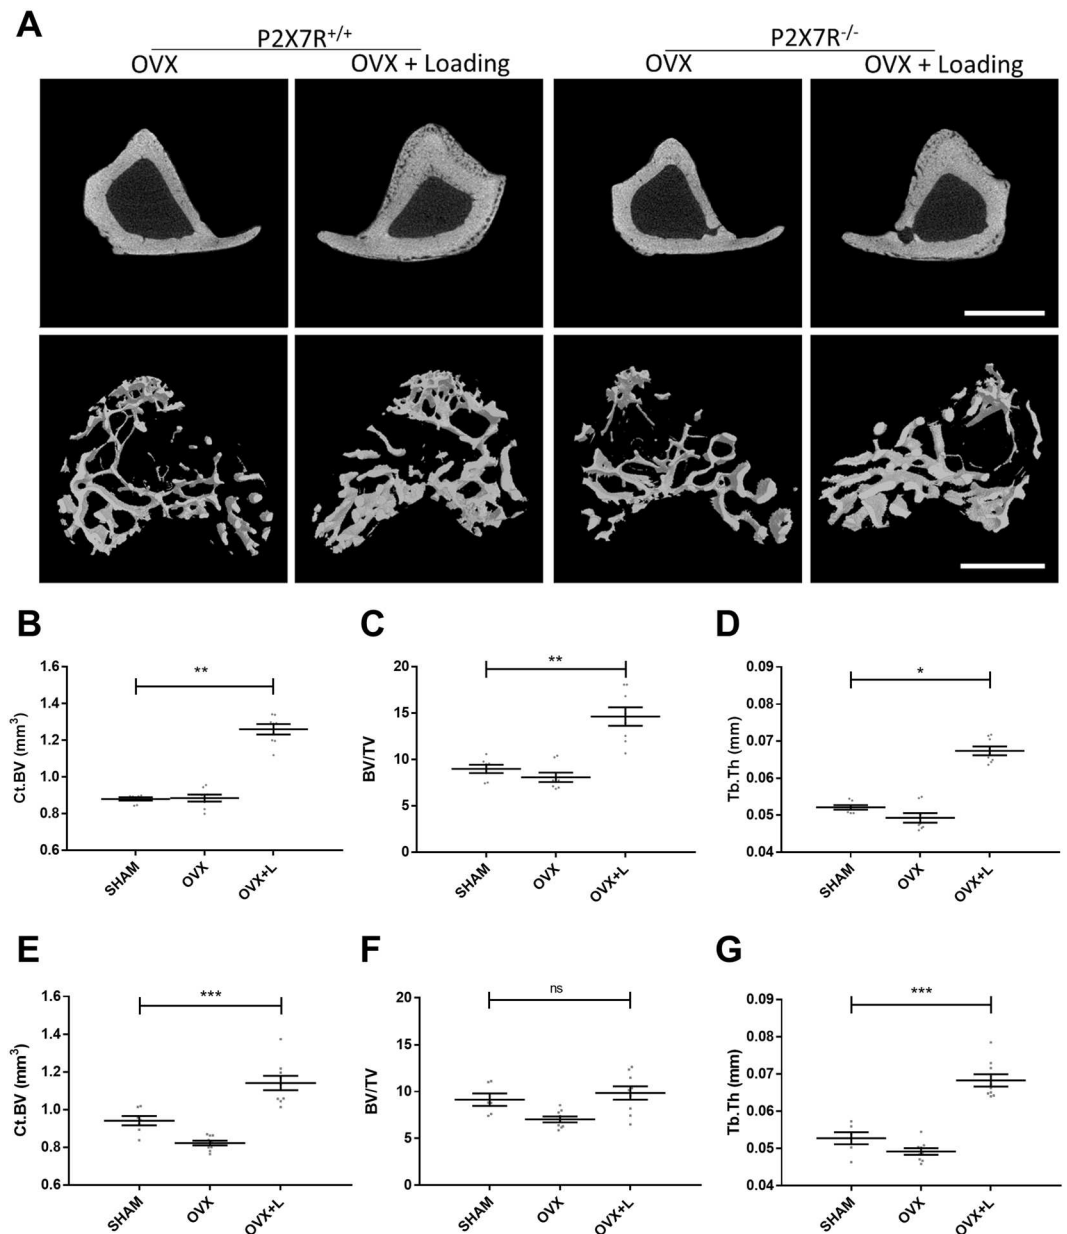 A
P2X7R+/+ P2X7R-/-
OVX OVX + Loading OVX OVX + Loading
B C D
Ct.BV (mm3)
1.6
1.4
1.2
1.0
0.8
0.6
**
SHAM OVX OVX+L
BV/TV
20
15
10
5
0
**
SHAM OVX OVX+L
Tb.Th (mm)
0.09
0.08
0.07
0.06
0.05
0.04
*
SHAM OVX OVX+L
E F G
Ct.BV (mm3)
1.6
1.4
1.2
1.0
0.8
0.6
***
SHAM OVX OVX+L
BV/TV
20
15
10
5
0
ns
SHAM OVX OVX+L
Tb.Th (mm)
0.09
0.08
0.07
0.06
0.05
0.04
***
SHAM OVX OVX+L